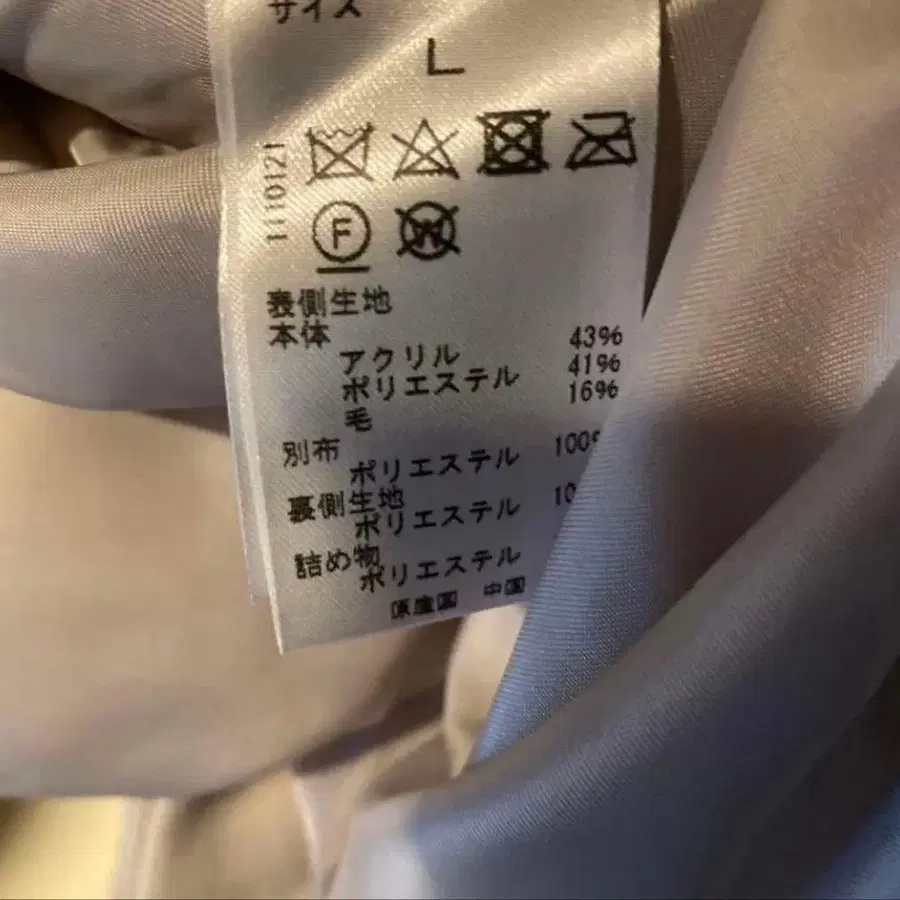 サイズ
L
1110121
F
W
表側生地
本体
アクリル 43%
ポリエステル 41%
毛 16%
別布
ポリエステル 100%
裏側生地
ポリエステル 10
詰め物
ポリエステル
原産国 中国